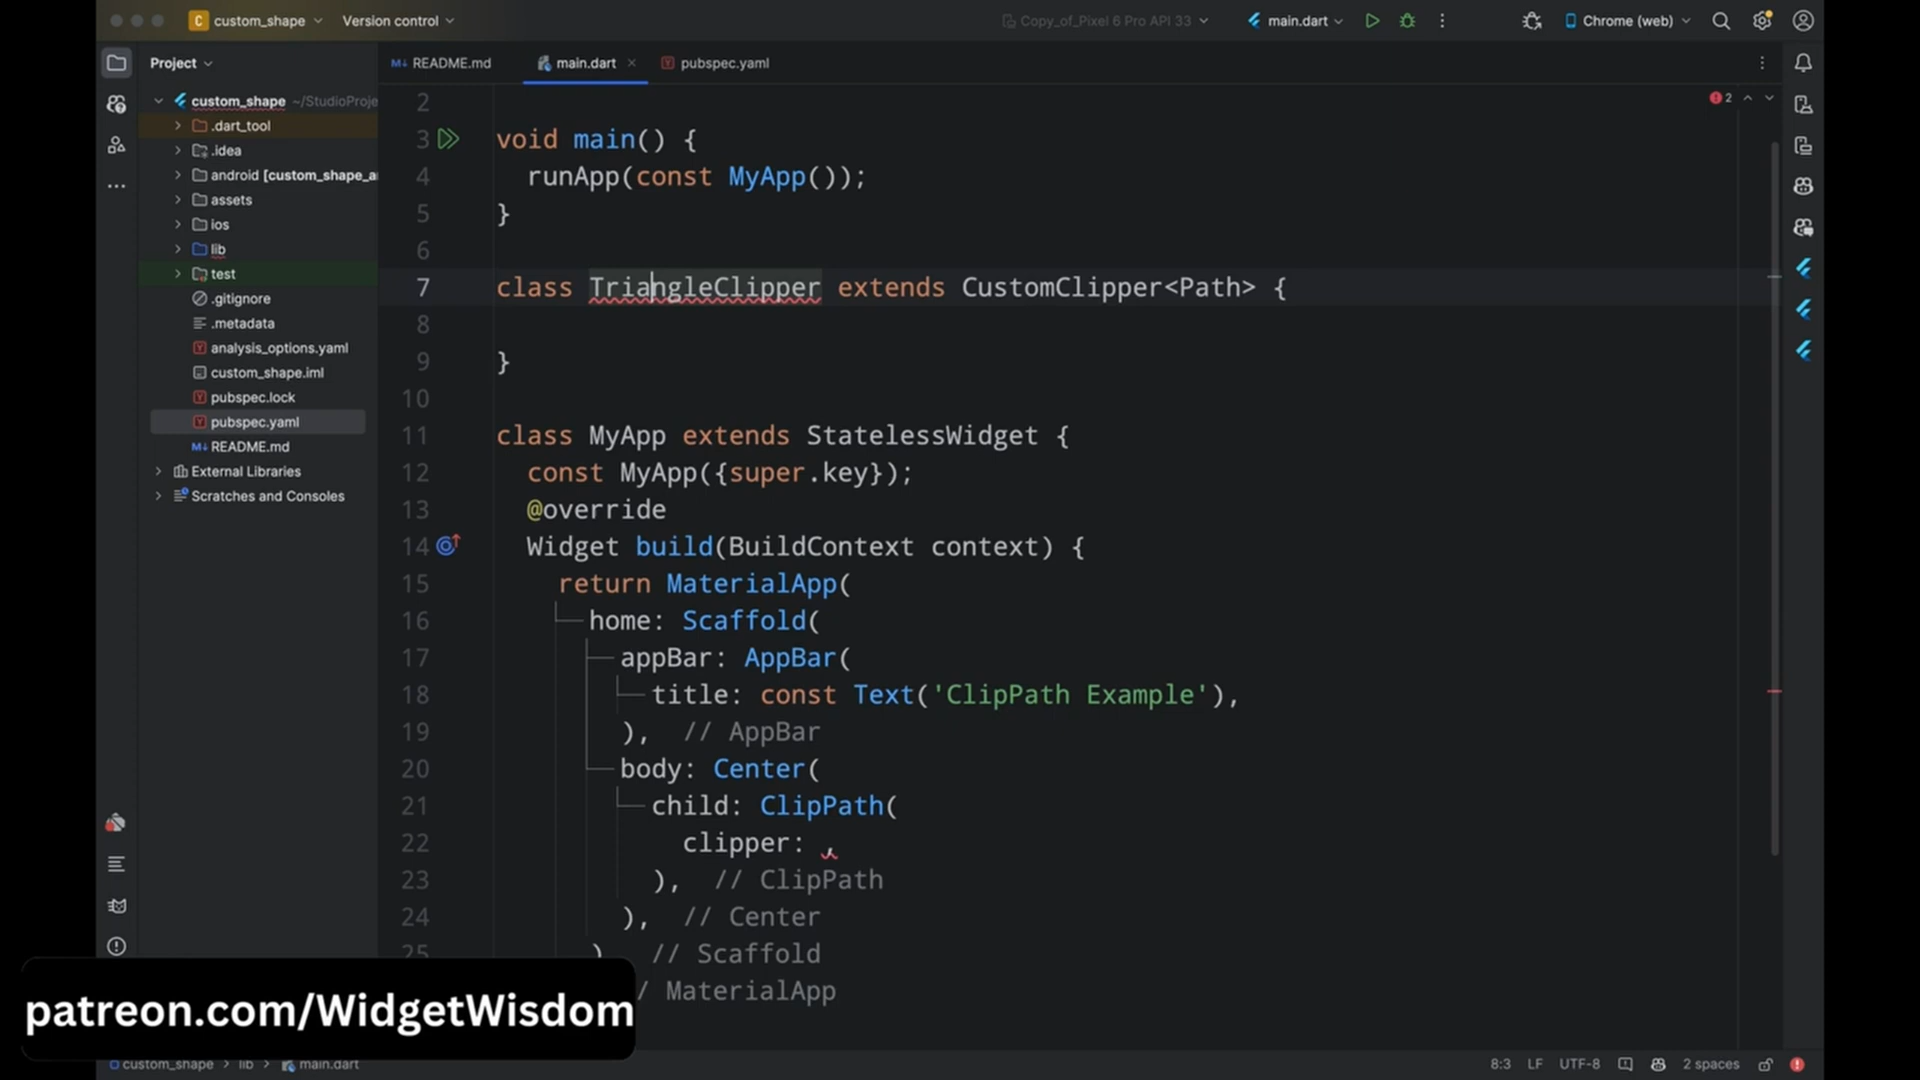 C custom_shape Version control Copy_of_Pixel 6 Pro API 33 main.dart Chrome (web)
Project README.md main.dart pubspec.yaml
custom_shape ~/StudioProje
.dart_tool
.idea
android [custom_shape_a
assets
ios
lib
test
.gitignore
.metadata
analysis_options.yaml
custom_shape.iml
pubspec.lock
pubspec.yaml
README.md
External Libraries
Scratches and Consoles
2
2
3 void main() {
4 runApp(const MyApp());
5 }
6
7 class TriangleClipper extends CustomClipper<Path> {
8
9 }
10
11 class MyApp extends StatelessWidget {
12 const MyApp({super.key});
13 @override
14 Widget build(BuildContext context) {
15 return MaterialApp(
16 home: Scaffold(
17 appBar: AppBar(
18 title: const Text('ClipPath Example'),
19 ), // AppBar
20 body: Center(
21 child: ClipPath(
22 clipper: ,
23 ), // ClipPath
24 ), // Center
25 ) // Scaffold
/ MaterialApp
patreon.com/WidgetWisdom
custom_shape > lib > main.dart 8:3 LF UTF-8 2 spaces